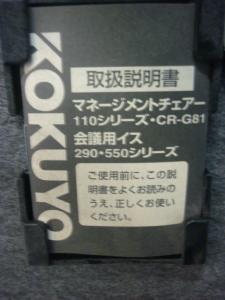 KOKUYO
取扱説明書
マネージメントチェアー
110シリーズ・CR-G81
会議用イス
290・550シリーズ
ご使用前に、この説
明書をよくお読みの
うえ、正しくお使い
ください。